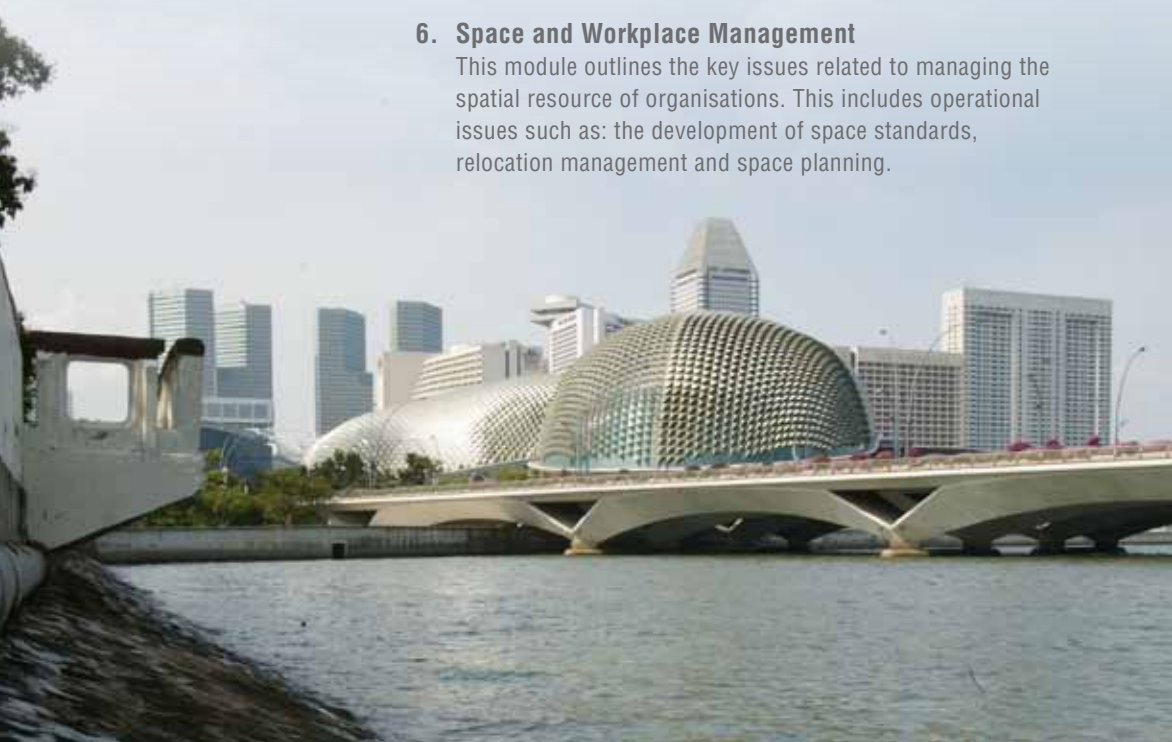 6. Space and Workplace Management
This module outlines the key issues related to managing the
spatial resource of organisations. This includes operational
issues such as: the development of space standards,
relocation management and space planning.